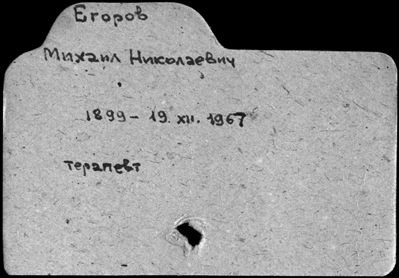 Егоров
Михаил Николаевич
1899 - 19. XII. 1967
терапевт